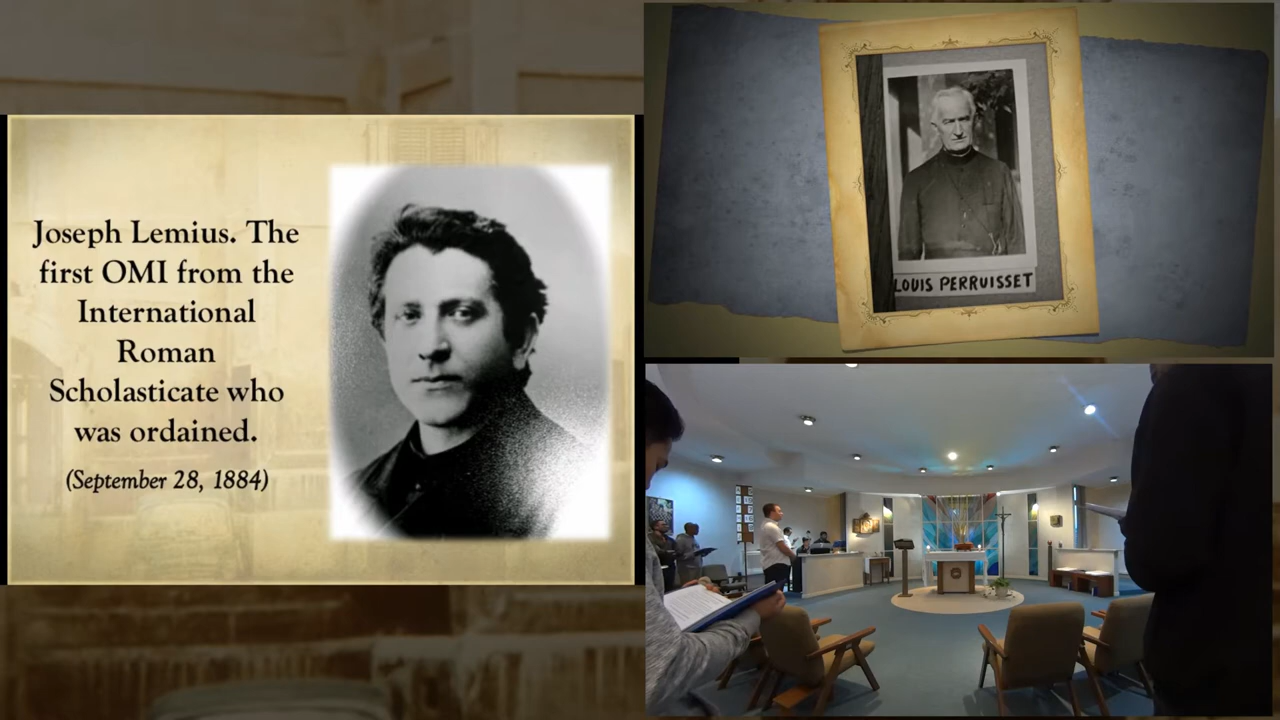 Joseph Lemius. The
first OMI from the
International
Roman
Scholasticate who
was ordained.
(September 28, 1884)
LOUIS PERRUISSET